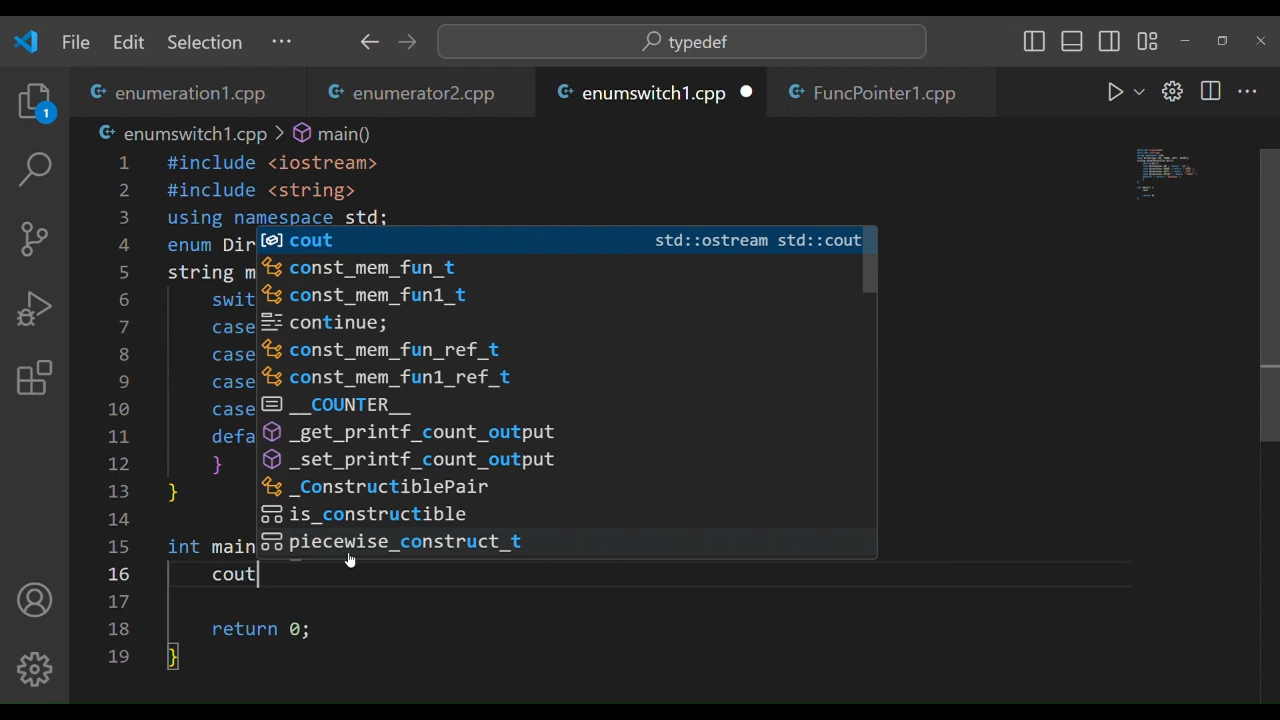 File Edit Selection ··· typedef
1
enumeration1.cpp enumerator2.cpp enumswitch1.cpp FuncPointer1.cpp
enumswitch1.cpp > main()
1 #include <iostream>
2 #include <string>
3 using namespace std;
4 enum Dir
5 string m
6 swit
7 case
8 case
9 case
10 case
11 defa
12 }
13 }
14
15 int main
16 cout
17
18 return 0;
19 }
cout std::ostream std::cout
const_mem_fun_t
const_mem_fun1_t
continue;
const_mem_fun_ref_t
const_mem_fun1_ref_t
__COUNTER__
_get_printf_count_output
_set_printf_count_output
_ConstructiblePair
is_constructible
piecewise_construct_t